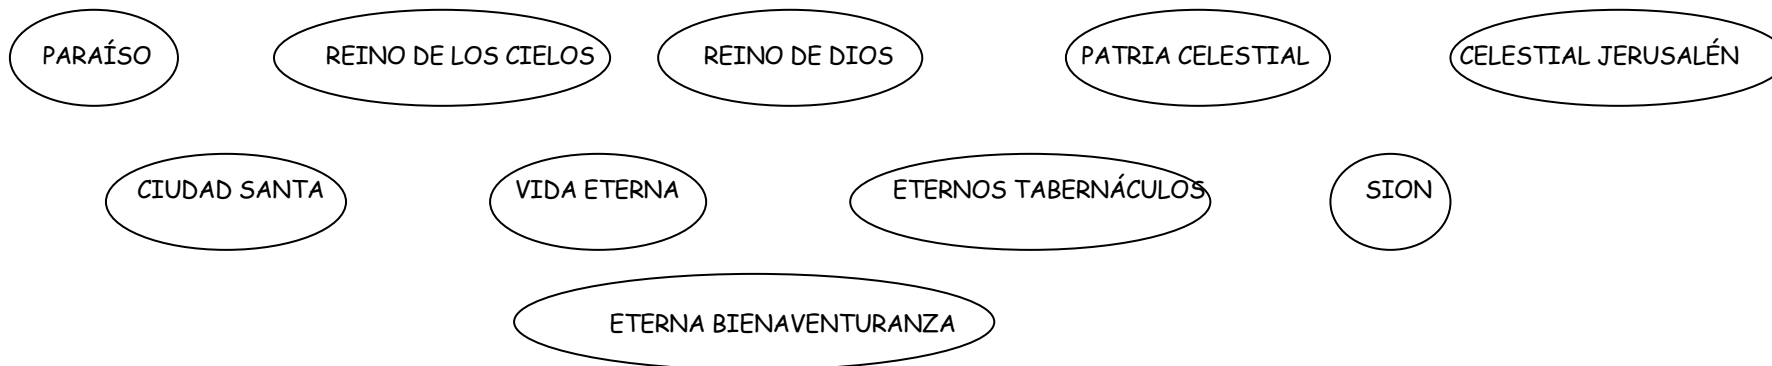 PARAÍSO REINO DE LOS CIELOS REINO DE DIOS PATRIA CELESTIAL CELESTIAL JERUSALÉN
CIUDAD SANTA VIDA ETERNA ETERNOS TABERNÁCULOS SION
ETERNA BIENAVENTURANZA